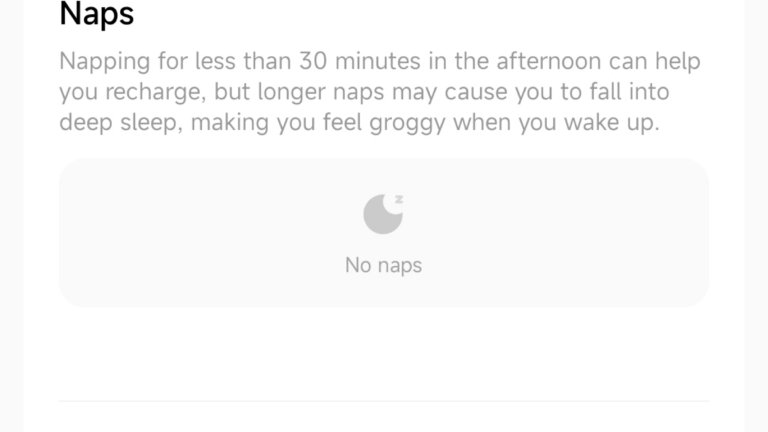 Naps
Napping for less than 30 minutes in the afternoon can help
you recharge, but longer naps may cause you to fall into
deep sleep, making you feel groggy when you wake up.
z
No naps